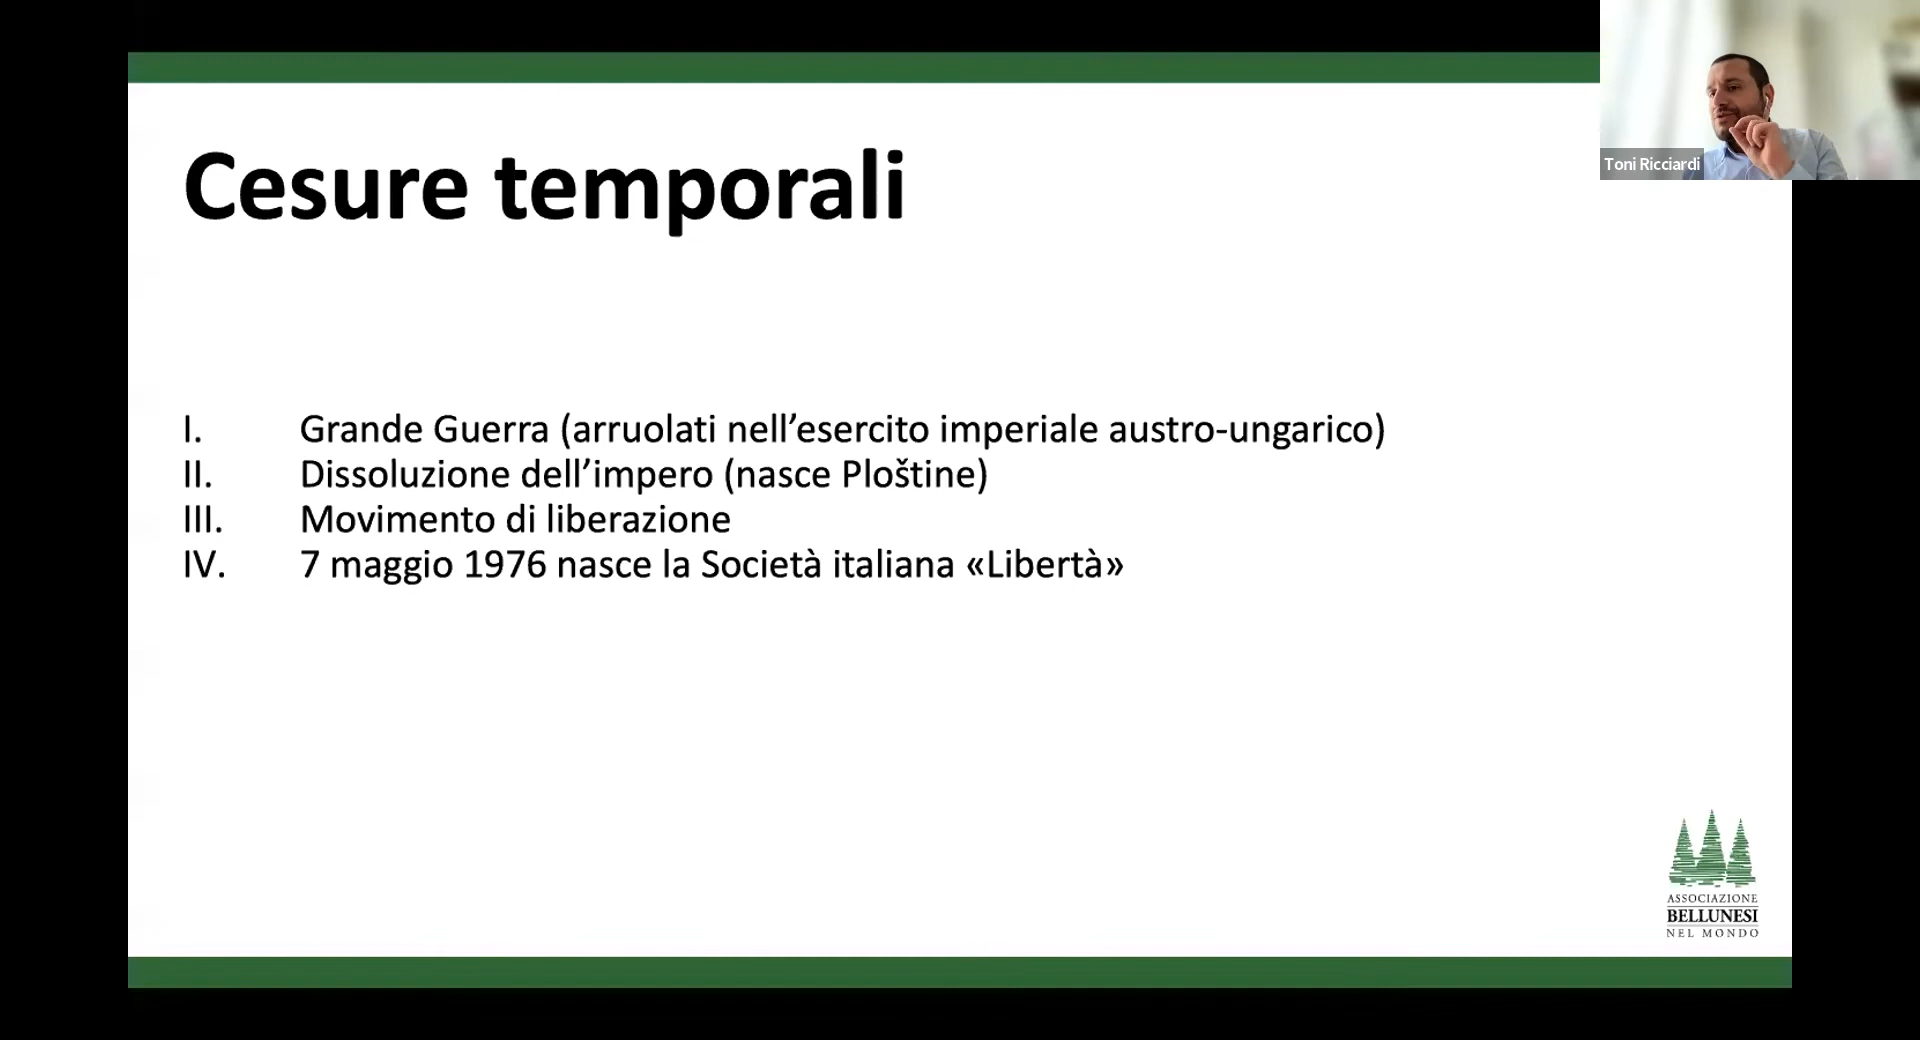 Toni Ricciardi
Cesure temporali
I. Grande Guerra (arruolati nell’esercito imperiale austro-ungarico)
II. Dissoluzione dell’impero (nasce Ploštine)
III. Movimento di liberazione
IV. 7 maggio 1976 nasce la Società italiana «Libertà»
ASSOCIAZIONE
BELLUNESI
NEL MONDO